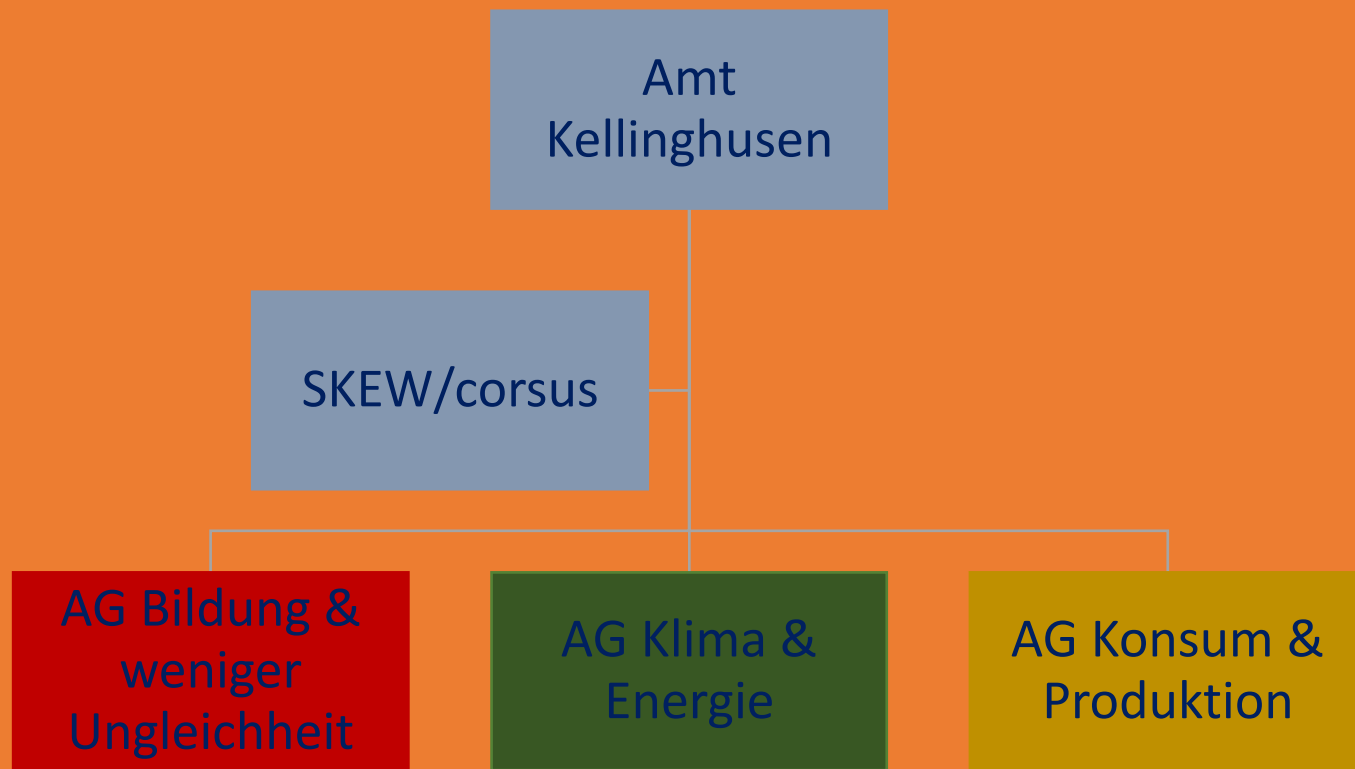 Amt
Kellinghusen
SKEW/corsus
AG Bildung &
weniger
Ungleichheit
AG Klima &
Energie
AG Konsum &
Produktion